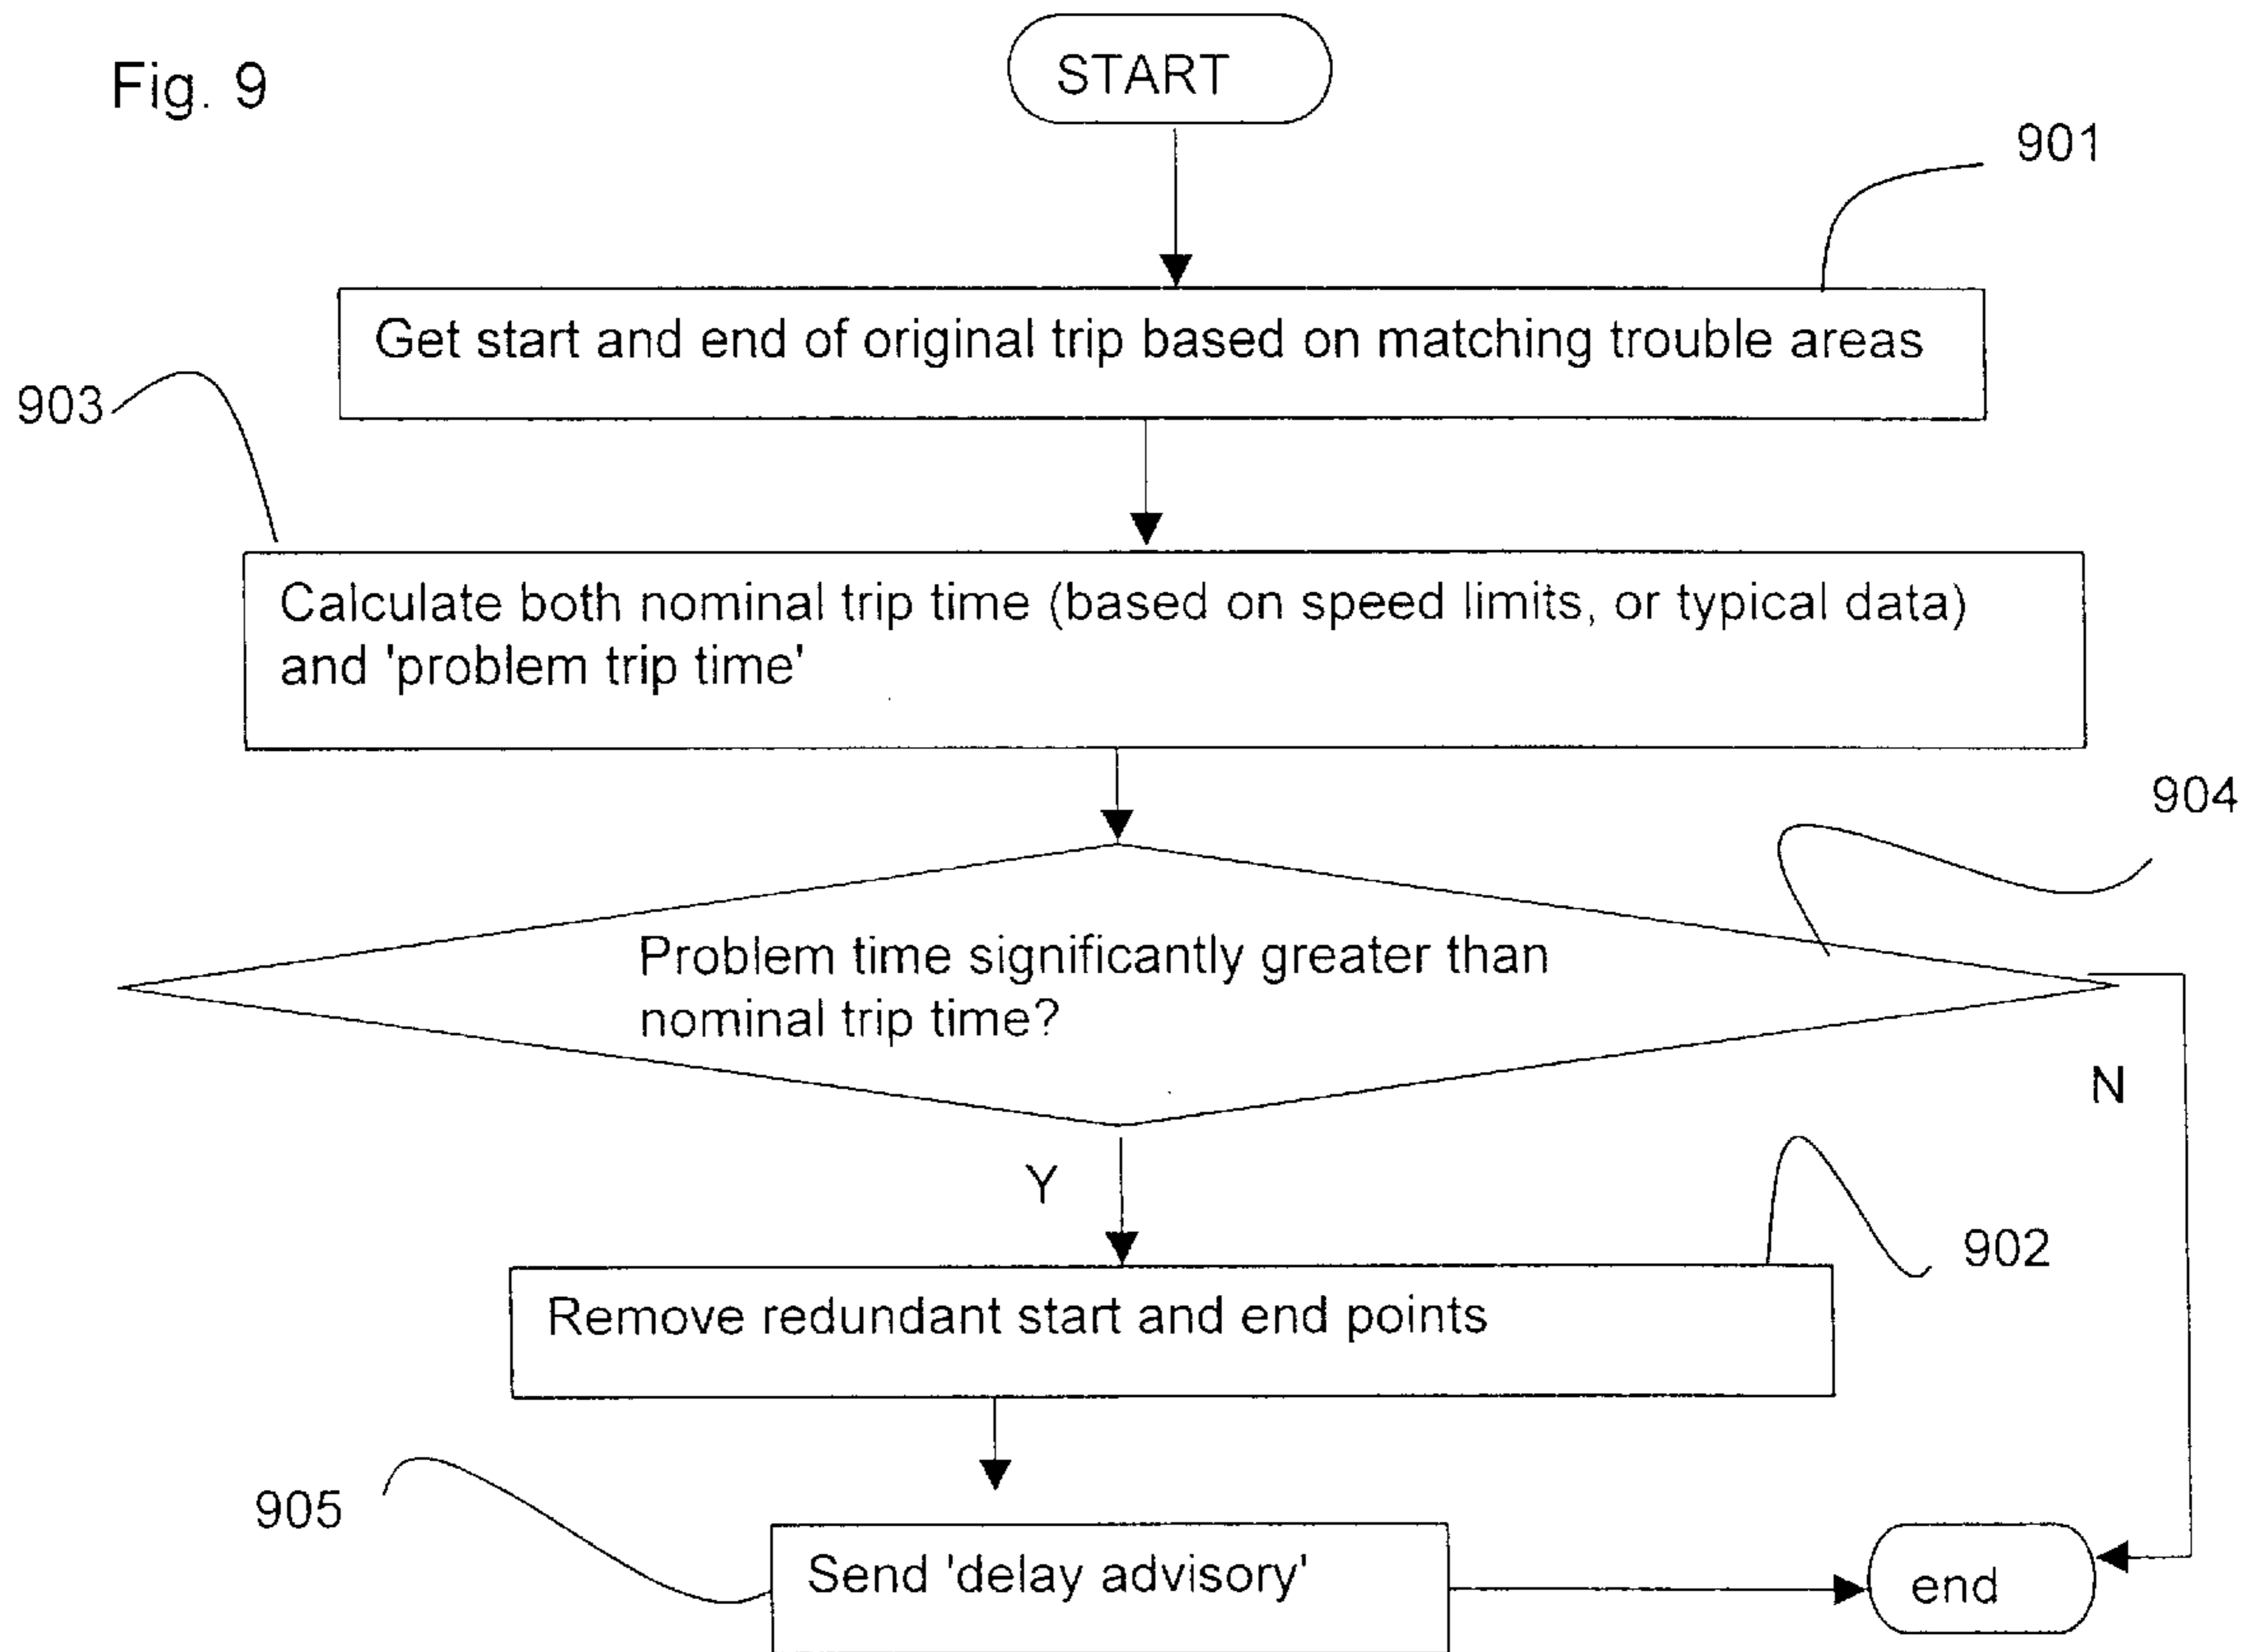 Fig. 9
START
901
Get start and end of original trip based on matching trouble areas
903
Calculate both nominal trip time (based on speed limits, or typical data)
and 'problem trip time'
904
Problem time significantly greater than
nominal trip time?
N
Y
902
Remove redundant start and end points
905
Send 'delay advisory'
end